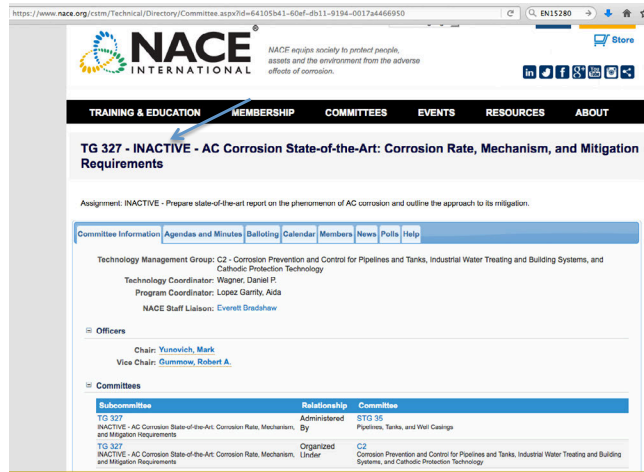 https://www.nace.org/cstm/Technical/Directory/Committee.aspx?id=64105b41-60ef-db11-9194-0017a4466950
EN15280
NACE®
INTERNATIONAL
NACE equips society to protect people,
assets and the environment from the adverse
effects of corrosion.
Store
TRAINING & EDUCATION MEMBERSHIP COMMITTEES EVENTS RESOURCES ABOUT
TG 327 - INACTIVE - AC Corrosion State-of-the-Art: Corrosion Rate, Mechanism, and Mitigation
Requirements
Assignment: INACTIVE - Prepare state-of-the-art report on the phenomenon of AC corrosion and outline the approach to its mitigation.
Committee Information Agendas and Minutes Balloting Calendar Members News Polls Help
Technology Management Group: C2 - Corrosion Prevention and Control for Pipelines and Tanks, Industrial Water Treating and Building Systems, and
Cathodic Protection Technology
Technology Coordinator: Wagner, Daniel P.
Program Coordinator: Lopez Garrity, Aida
NACE Staff Liaison: Everett Bradshaw
Officers
Chair: Yunovich, Mark
Vice Chair: Gummow, Robert A.
Committees
Subcommittee Relationship Committee
TG 327 Administered STG 35
INACTIVE - AC Corrosion State-of-the-Art: Corrosion Rate, Mechanism, By Pipelines, Tanks, and Well Casings
and Mitigation Requirements
TG 327 Organized C2
INACTIVE - AC Corrosion State-of-the-Art: Corrosion Rate, Mechanism, Under Corrosion Prevention and Control for Pipelines and Tanks, Industrial Water Treating and Building
and Mitigation Requirements Systems, and Cathodic Protection Technology